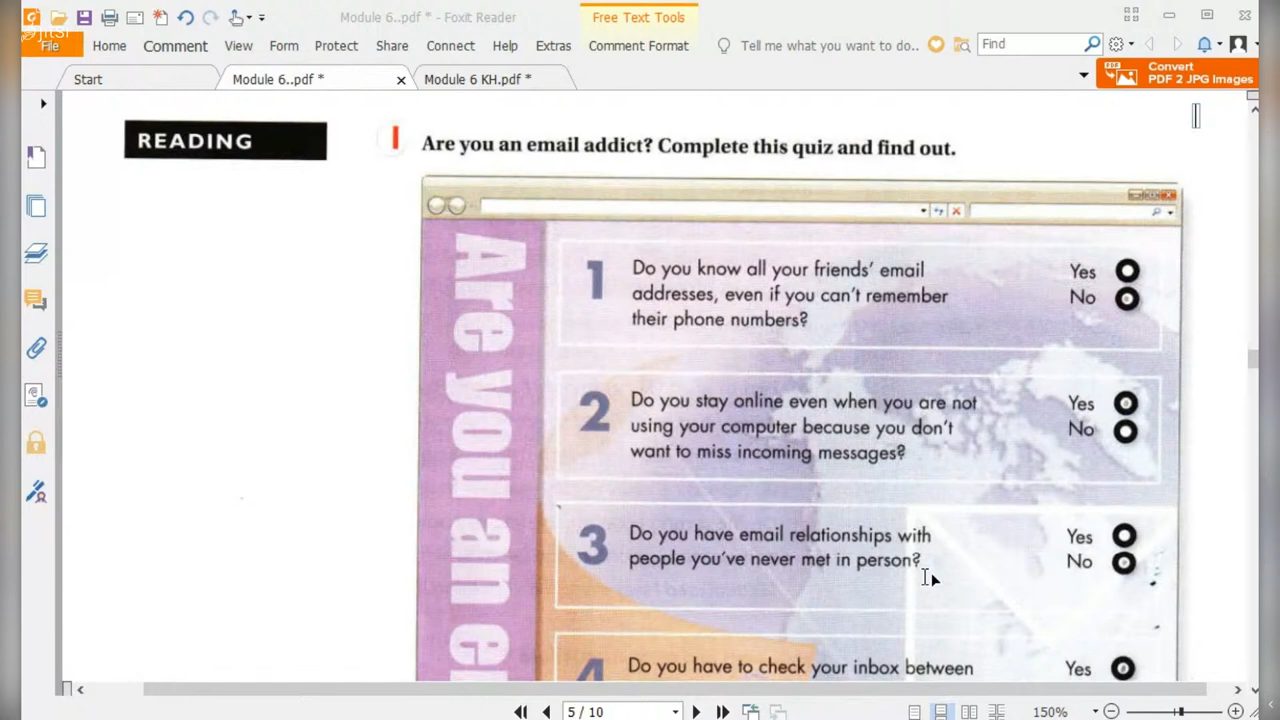 Module 6..pdf * - Foxit Reader
Free Text Tools
Jitsi
File
Home
Comment
View
Form
Protect
Share
Connect
Help
Extras
Comment Format
Tell me what you want to do..
Find
Start
Module 6..pdf *
Module 6 KH.pdf *
Convert
PDF 2 JPG Images
READING
1 Are you an email addict? Complete this quiz and find out.
Are you an e
1
Do you know all your friends' email
addresses, even if you can't remember
their phone numbers?
Yes
No
2
Do you stay online even when you are not
using your computer because you don't
want to miss incoming messages?
Yes
No
3
Do you have email relationships with
people you've never met in person?
Yes
No
4
Do you have to check your inbox between
Yes
5 / 10
150%